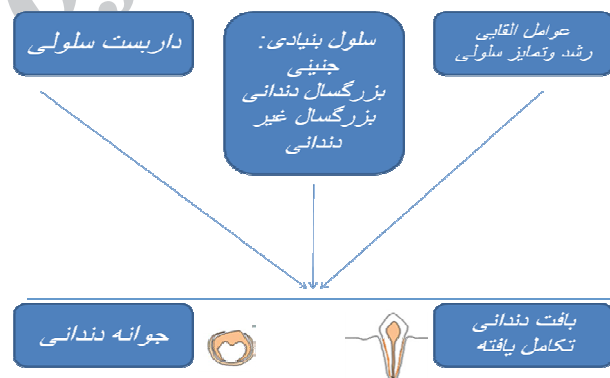 عوامل القایی
رشد وتمایز سلولی
سلول بنیادی:
جنینی
بزرگسال دندانی
بزرگسال غیر
دندانی
داربست سلولی
بافت دندانی
تکامل یافته
جوانه دندانی